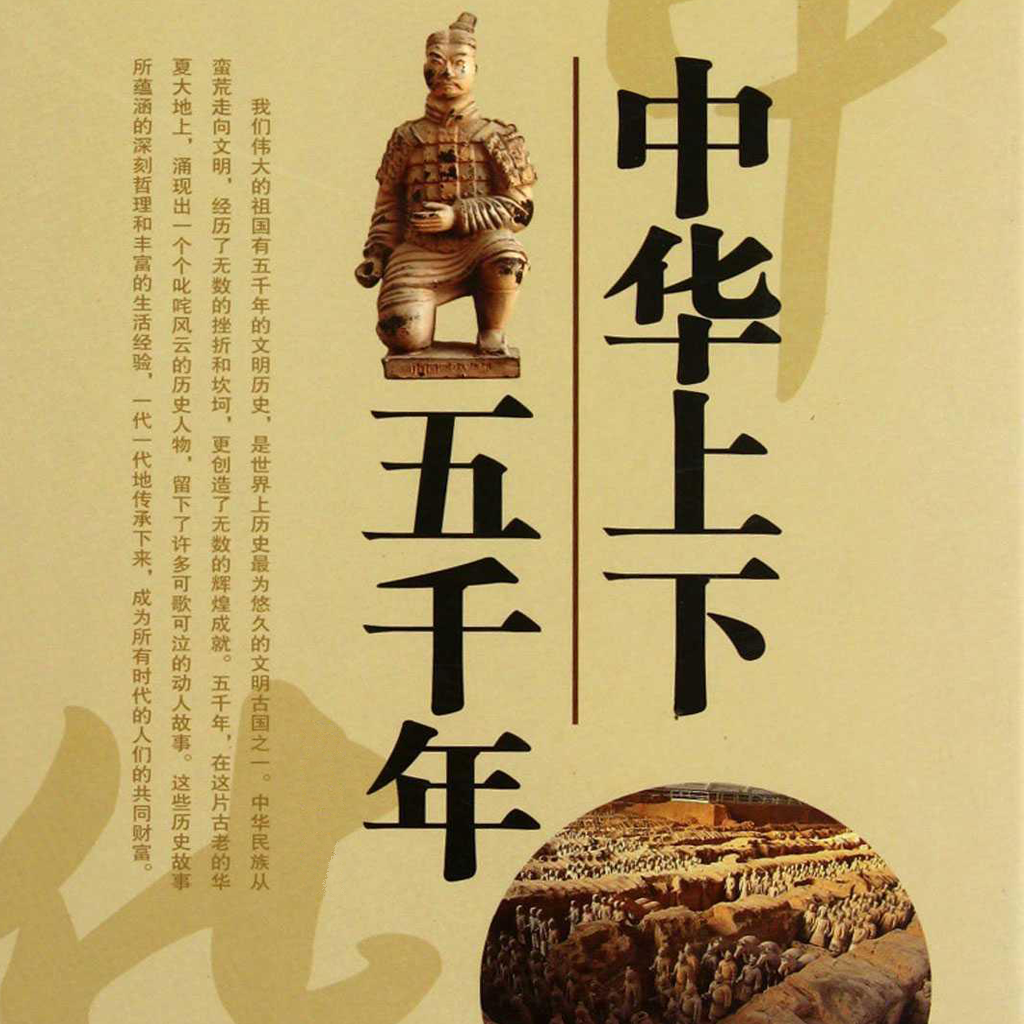 中华上下
五千年
我们伟大的祖国有五千年的文明历史，是世界上历史最为悠久的文明古国之一。中华民族从
蛮荒走向文明，经历了无数的挫折和坎坷，更创造了无数的辉煌成就。五千年，在这片古老的华
夏大地上，涌现出一个个叱咤风云的历史人物，留下了许多可歌可泣的动人故事。这些历史故事
所蕴涵的深刻哲理和丰富的生活经验，一代一代地传承下来，成为所有时代的人们的共同财富。